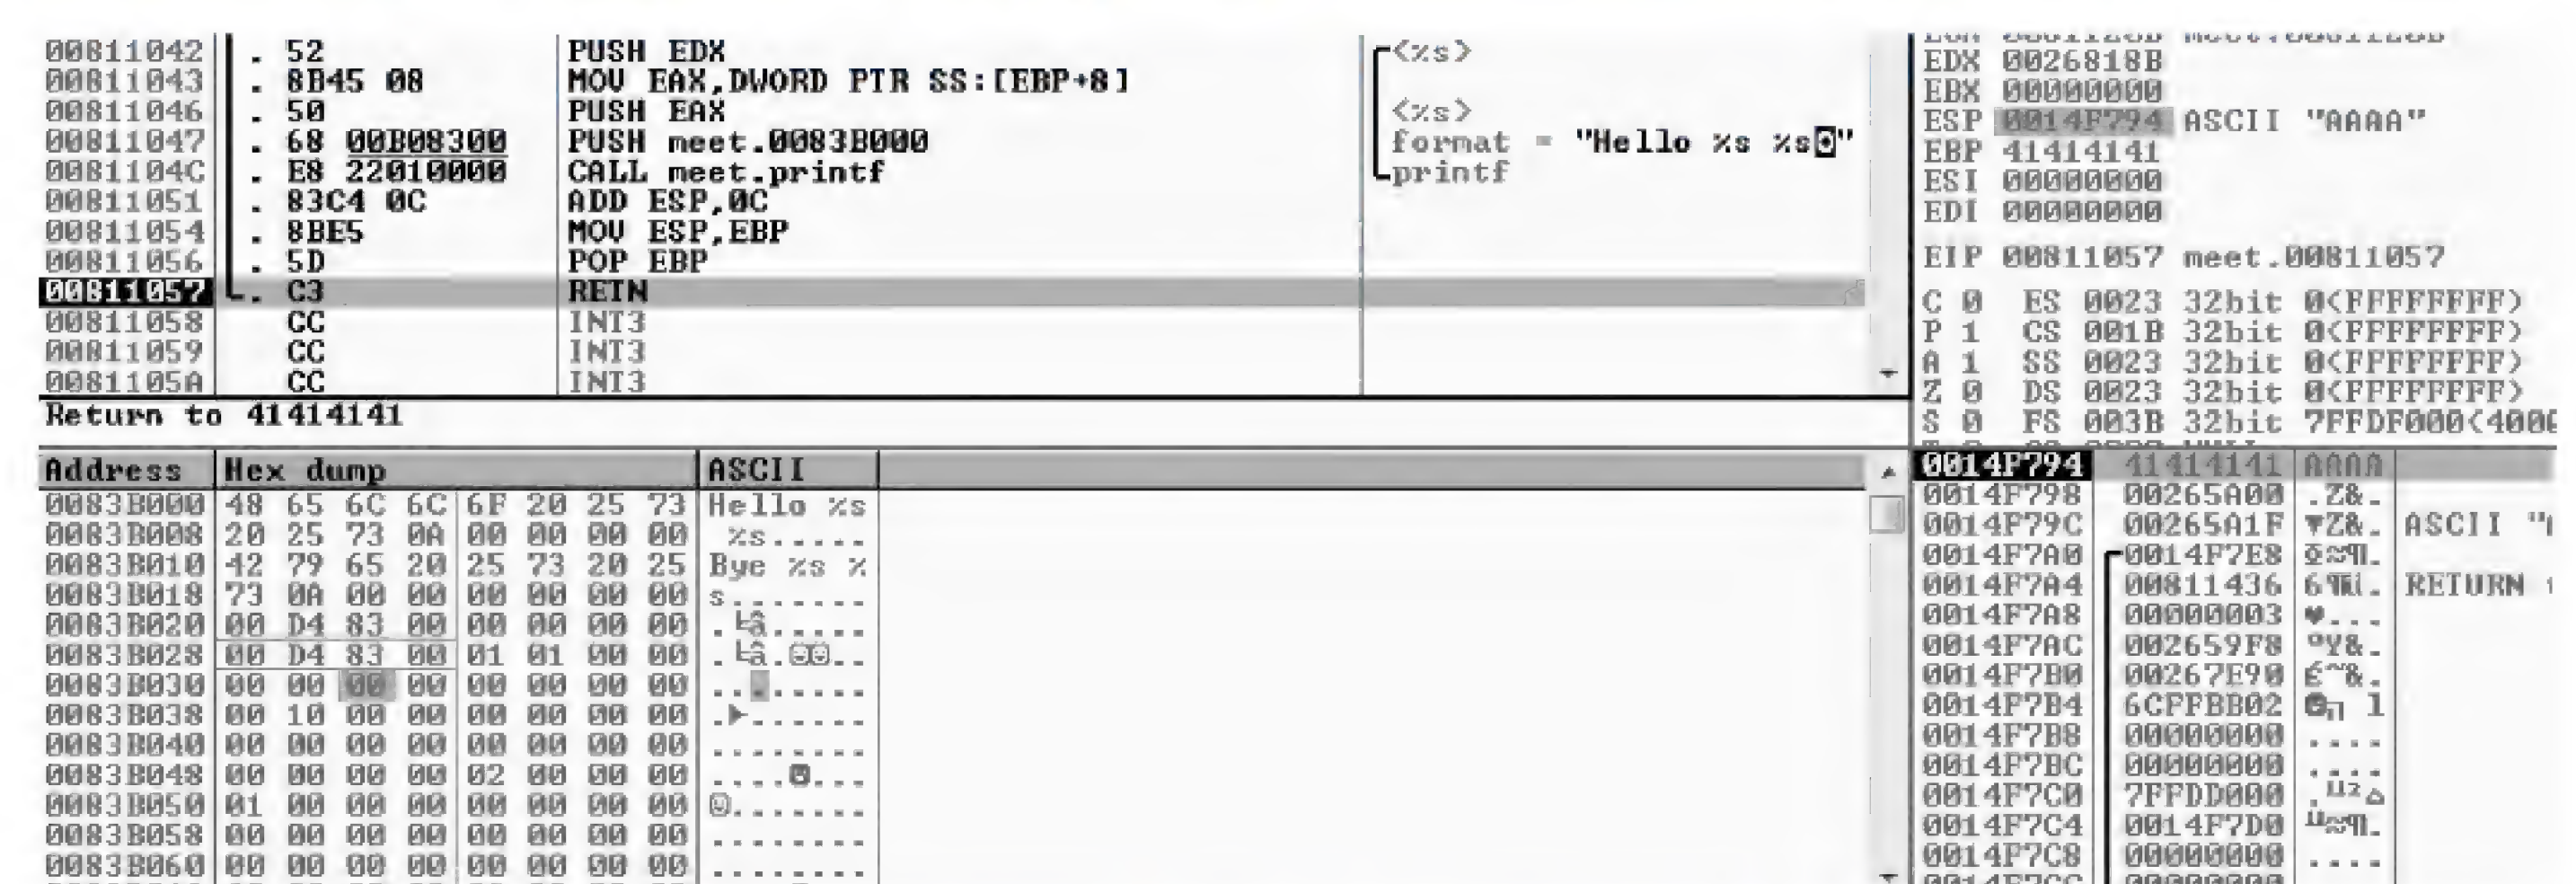 00811042 . 52 PUSH EDX <%s>
00811043 . 8B45 08 MOV EAX,DWORD PTR SS:[EBP+8]
00811046 . 50 PUSH EAX <%s>
00811047 . 68 00B08300 PUSH meet.0083B000 format = "Hello %s %s◙"
0081104C . E8 22010000 CALL meet.printf printf
00811051 . 83C4 0C ADD ESP,0C
00811054 . 8BE5 MOV ESP,EBP
00811056 . 5D POP EBP
00811057 . C3 RETN
00811058 CC INT3
00811059 CC INT3
0081105A CC INT3
Return to 41414141
EDX 0026818B
EBX 00000000
ESP 0014F794 ASCII "AAAA"
EBP 41414141
ESI 00000000
EDI 00000000
EIP 00811057 meet.00811057
C 0 ES 0023 32bit 0(FFFFFFFF)
P 1 CS 001B 32bit 0(FFFFFFFF)
A 1 SS 0023 32bit 0(FFFFFFFF)
Z 0 DS 0023 32bit 0(FFFFFFFF)
S 0 FS 003B 32bit 7FFDF000(400
Address Hex dump ASCII
0083B000 48 65 6C 6C 6F 20 25 73 Hello %s
0083B008 20 25 73 0A 00 00 00 00 %s.....
0083B010 42 79 65 20 25 73 20 25 Bye %s %
0083B018 73 0A 00 00 00 00 00 00 s.......
0083B020 00 D4 83 00 00 00 00 00 .╘â.....
0083B028 00 D4 83 00 01 01 00 00 .╘â.☺☺..
0083B030 00 00 00 00 00 00 00 00 ........
0083B038 00 10 00 00 00 00 00 00 .►......
0083B040 00 00 00 00 00 00 00 00 ........
0083B048 00 00 00 00 02 00 00 00 ....☻...
0083B050 01 00 00 00 00 00 00 00 ☺.......
0083B058 00 00 00 00 00 00 00 00 ........
0083B060 00 00 00 00 00 00 00 00 ........
0014F794 41414141 AAAA
0014F798 00265A00 .Z&.
0014F79C 00265A1F ▼Z&. ASCII "
0014F7A0 0014F7E8 Φ≈¶.
0014F7A4 00811436 6¶ü. RETURN
0014F7A8 00000003 ♥...
0014F7AC 002659F8 °Y&.
0014F7B0 00267E90 É~&.
0014F7B4 6CFFBB02 ☻╗ l
0014F7B8 00000000 ....
0014F7BC 00000000 ....
0014F7C0 7FFDD000 .╨²⌂
0014F7C4 0014F7D0 ╨≈¶.
0014F7C8 00000000 ....